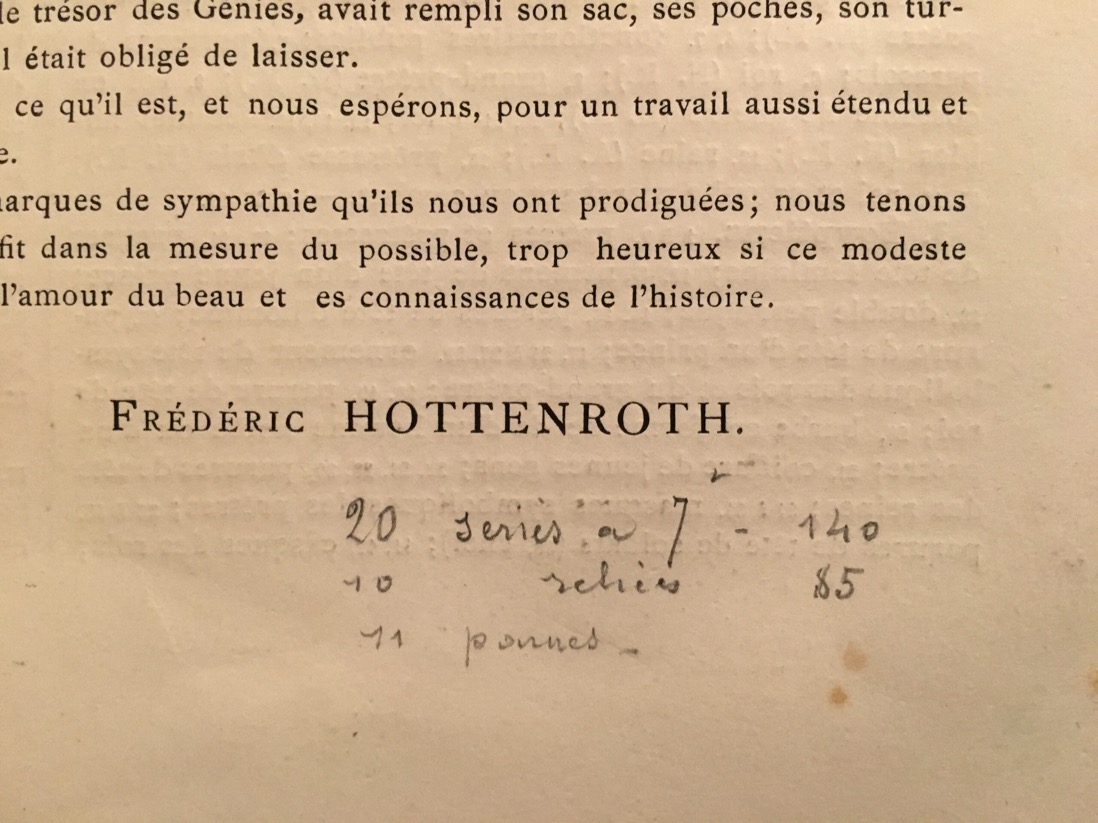 le trésor des Génies, avait rempli son sac, ses poches, son tur-
l était obligé de laisser.
ce qu'il est, et nous espérons, pour un travail aussi étendu et
e.
arques de sympathie qu'ils nous ont prodiguées; nous tenons
fit dans la mesure du possible, trop heureux si ce modeste
l'amour du beau et es connaissances de l'histoire.
FRÉDÉRIC HOTTENROTH.
20 series a 7 - 140
10 reliées 85
11